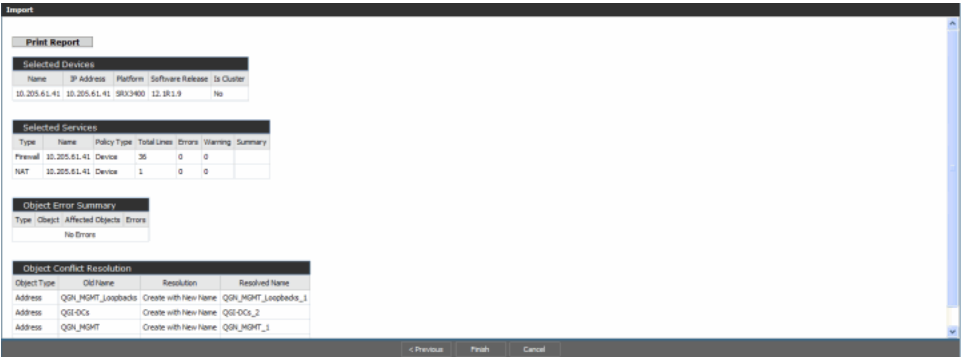 Import
Print Report
Selected Devices
Name IP Address Platform Software Release Is Cluster
10.205.61.41 10.205.61.41 SRX3400 12.1R1.9 No
Selected Services
Type Name Policy Type Total Lines Errors Warning Summary
Firewall 10.205.61.41 Device 36 0 0
NAT 10.205.61.41 Device 1 0 0
Object Error Summary
Type Obejct Affected Objects Errors
No Errors
Object Conflict Resolution
Object Type Old Name Resolution Resolved Name
Address QGN_MGMT_Loopbacks Create with New Name QGN_MGMT_Loopbacks_1
Address QGI-DCs Create with New Name QGI-DCs_2
Address QGN_MGMT Create with New Name QGN_MGMT_1
< Previous Finish Cancel